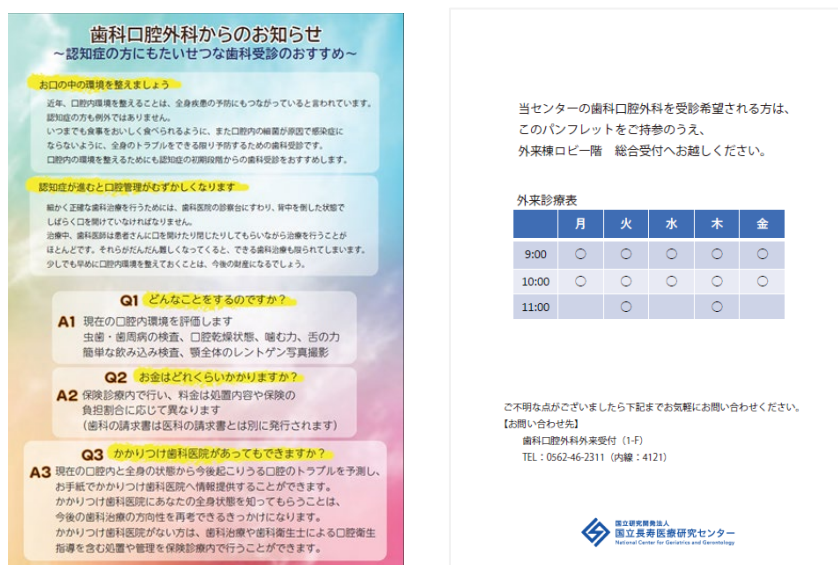 歯科口腔外科からのお知らせ
～認知症の方にもたいせつな歯科受診のおすすめ～
お口の中の環境を整えましょう
近年、口腔内環境を整えることは、全身疾患の予防にもつながっていると言われています。
認知症の方も例外ではありません。
いつまでも食事をおいしく食べられるように、また口腔内の細菌が原因で感染症に
ならないように、全身のトラブルをできる限り予防するための歯科受診です。
口腔内の環境を整えるためにも認知症の初期段階からの歯科受診をおすすめします。
認知症が進むと口腔管理がむずかしくなります
細かく正確な歯科治療を行うためには、歯科医院の診察台にすわり、背中を倒した状態で
しばらく口を開けていなければなりません。
治療中、歯科医師は患者さんに口を開けたり閉じたりしてもらいながら治療を行うことが
ほとんどです。それらがだんだん難しくなってくると、できる歯科治療も限られてしまいます。
少しでも早めに口腔内環境を整えておくことは、今後の財産になるでしょう。
Q1 どんなことをするのですか？
A1 現在の口腔内環境を評価します
虫歯・歯周病の検査、口腔乾燥状態、噛む力、舌の力
簡単な飲み込み検査、顎全体のレントゲン写真撮影
Q2 お金はどれくらいかかりますか？
A2 保険診療内で行い、料金は処置内容や保険の
負担割合に応じて異なります
（歯科の請求書は医科の請求書とは別に発行されます）
Q3 かかりつけ歯科医院があってもできますか？
A3 現在の口腔内と全身の状態から今後起こりうる口腔のトラブルを予測し、
お手紙でかかりつけ歯科医院へ情報提供することができます。
かかりつけ歯科医院にあなたの全身状態を知ってもらうことは、
今後の歯科治療の方向性を再考できるきっかけになります。
かかりつけ歯科医院がない方は、歯科治療や歯科衛生士による口腔衛生
指導を含む処置や管理を保険診療内で行うことができます。
当センターの歯科口腔外科を受診希望される方は、
このパンフレットをご持参のうえ、
外来棟ロビー階　総合受付へお越しください。
外来診療表
月 火 水 木 金
9:00 〇 〇 〇 〇 〇
10:00 〇 〇 〇 〇 〇
11:00 〇 〇
ご不明な点がございましたら下記までお気軽にお問い合わせください。
【お問い合わせ先】
歯科口腔外科外来受付（1-F）
TEL：0562-46-2311（内線：4121）
国立研究開発法人
国立長寿医療研究センター
National Center for Geriatrics and Gerontology